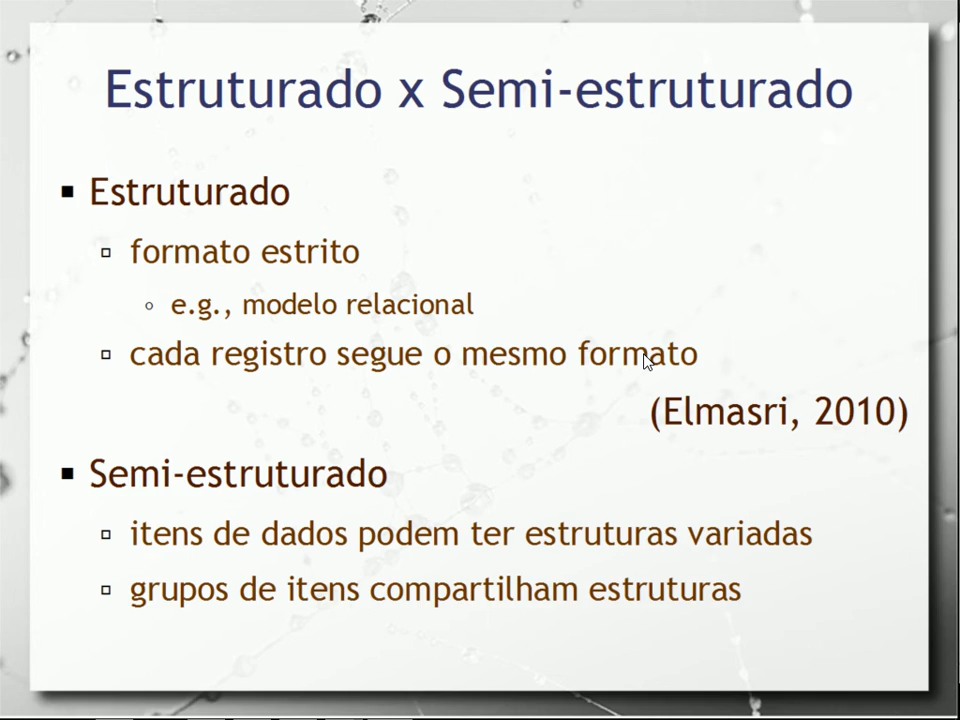 Estruturado x Semi-estruturado
Estruturado
formato estrito
e.g., modelo relacional
cada registro segue o mesmo formato
(Elmasri, 2010)
Semi-estruturado
itens de dados podem ter estruturas variadas
grupos de itens compartilham estruturas